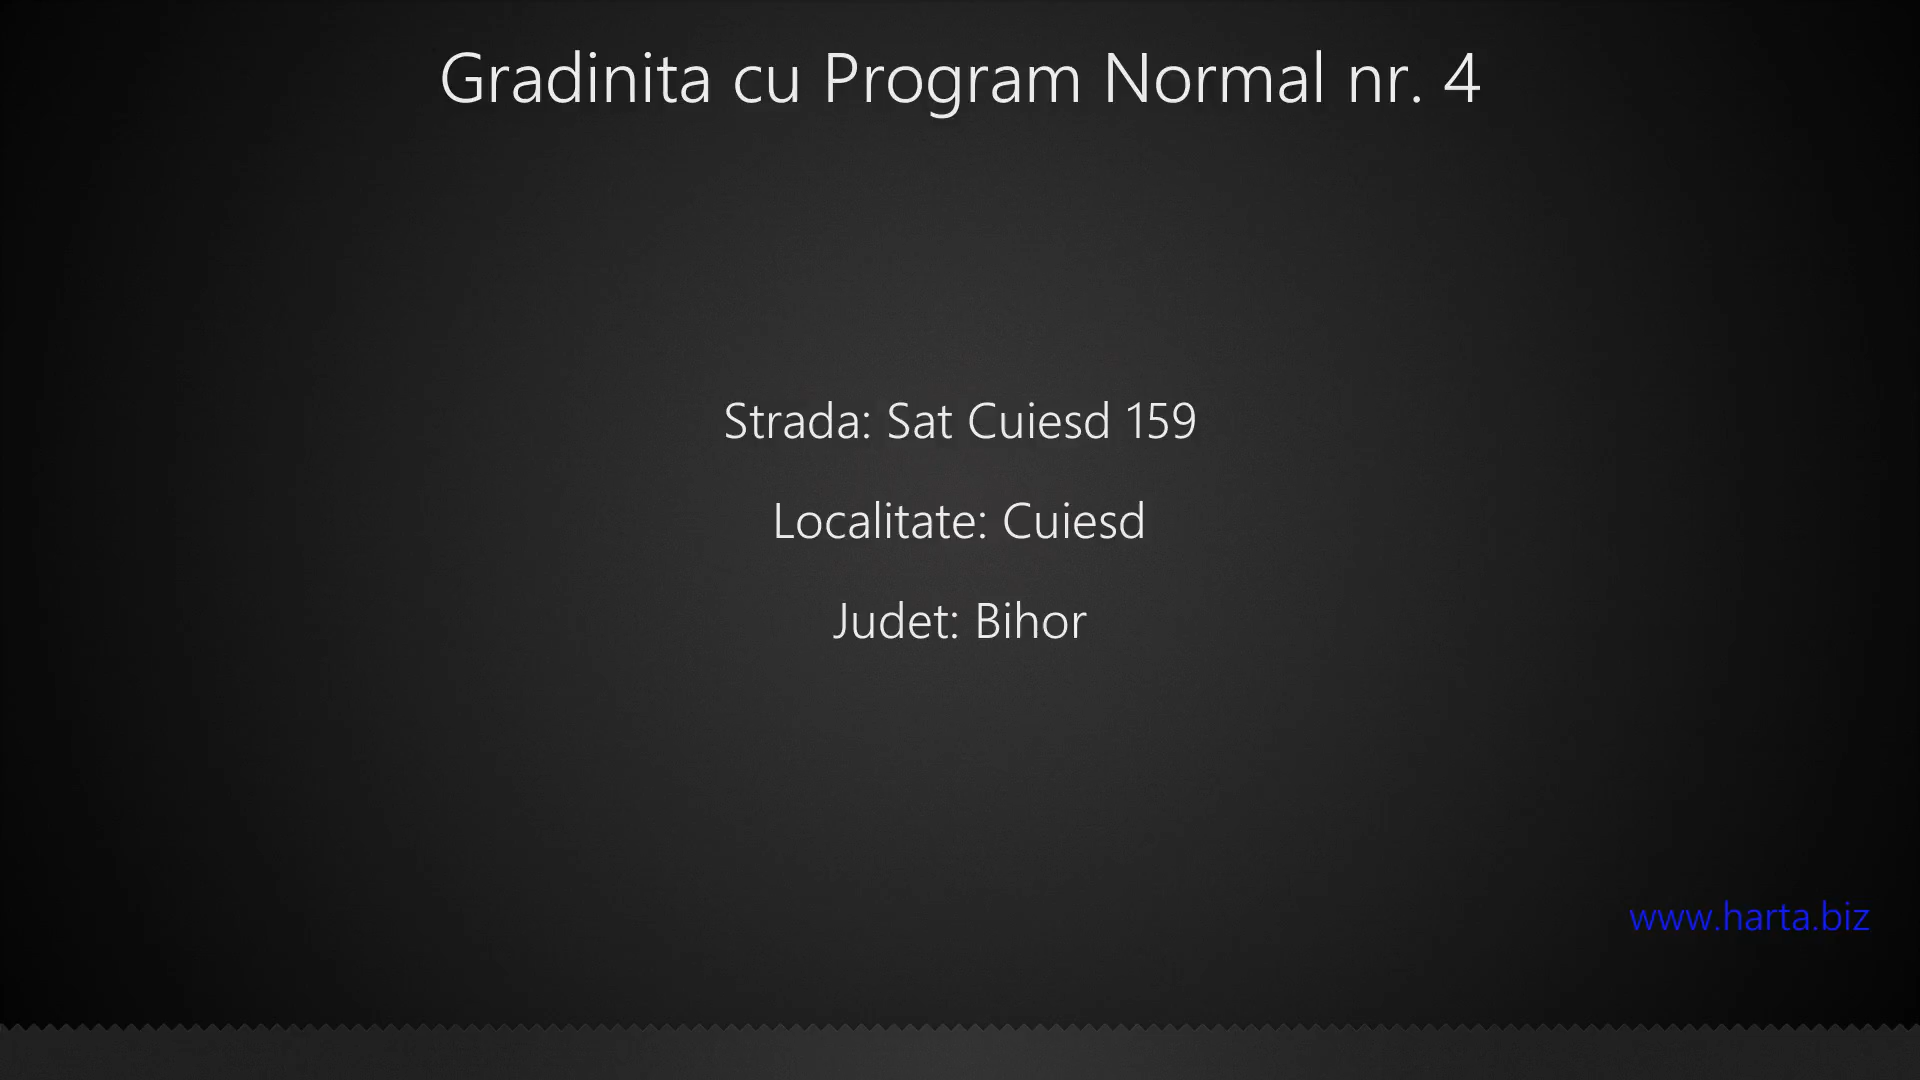 Gradinita cu Program Normal nr. 4
Strada: Sat Cuiesd 159
Localitate: Cuiesd
Judet: Bihor
www.harta.biz